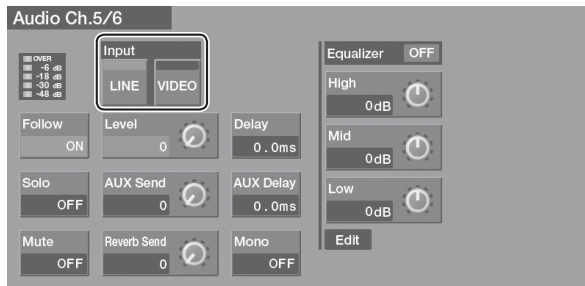 Audio Ch.5/6
OVER
-6 dB
-18 dB
-30 dB
-48 dB
Input
LINE VIDEO
Follow
ON
Level
0
Delay
0.0ms
Solo
OFF
AUX Send
0
AUX Delay
0.0ms
Mute
OFF
Reverb Send
0
Mono
OFF
Equalizer OFF
High
0dB
Mid
0dB
Low
0dB
Edit